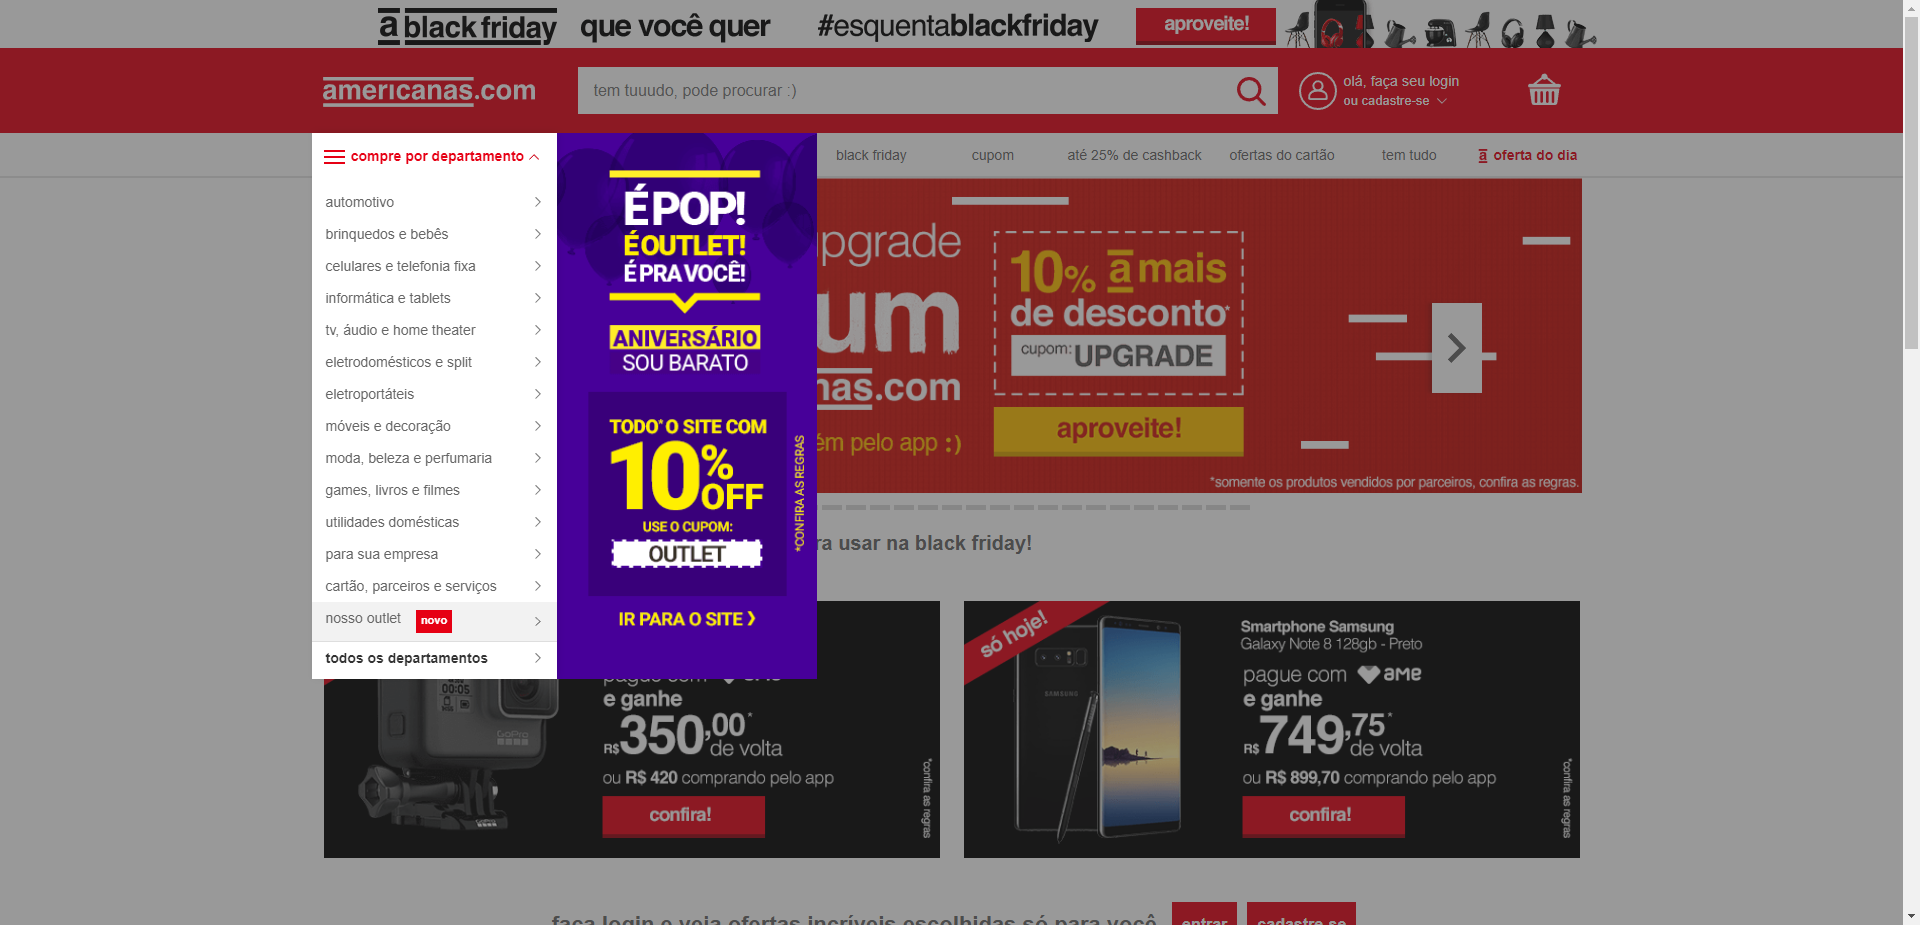 a black friday que você quer #esquentablackfriday aproveite!
americanas.com
tem tuuudo, pode procurar :)
olá, faça seu login
ou cadastre-se
compre por departamento
black friday
cupom
até 25% de cashback
ofertas do cartão
tem tudo
a oferta do dia
automotivo
brinquedos e bebês
celulares e telefonia fixa
informática e tablets
tv, áudio e home theater
eletrodomésticos e split
eletroportáteis
móveis e decoração
moda, beleza e perfumaria
games, livros e filmes
utilidades domésticas
para sua empresa
cartão, parceiros e serviços
nosso outlet novo
todos os departamentos
É POP!
É OUTLET!
É PRA VOCÊ!
ANIVERSÁRIO
SOU BARATO
TODO* O SITE COM
10% OFF
USE O CUPOM:
OUTLET
*CONFIRA AS REGRAS
IR PARA O SITE
pgrade
um
nas.com
ém pelo app :)
10% a mais
de desconto*
cupom: UPGRADE
aproveite!
*somente os produtos vendidos por parceiros, confira as regras.
ra usar na black friday!
00:05
GoPro
GoPro
pague com AME
e ganhe
R$350,00*
de volta
ou R$ 420 comprando pelo app
confira!
*confira as regras
só hoje!
SAMSUNG
Smartphone Samsung
Galaxy Note 8 128gb - Preto
pague com AME
e ganhe
R$749,75*
de volta
ou R$ 899,70 comprando pelo app
confira!
*confira as regras
faça login e veja ofertas incríveis escolhidas só para você
entrar
cadastre-se